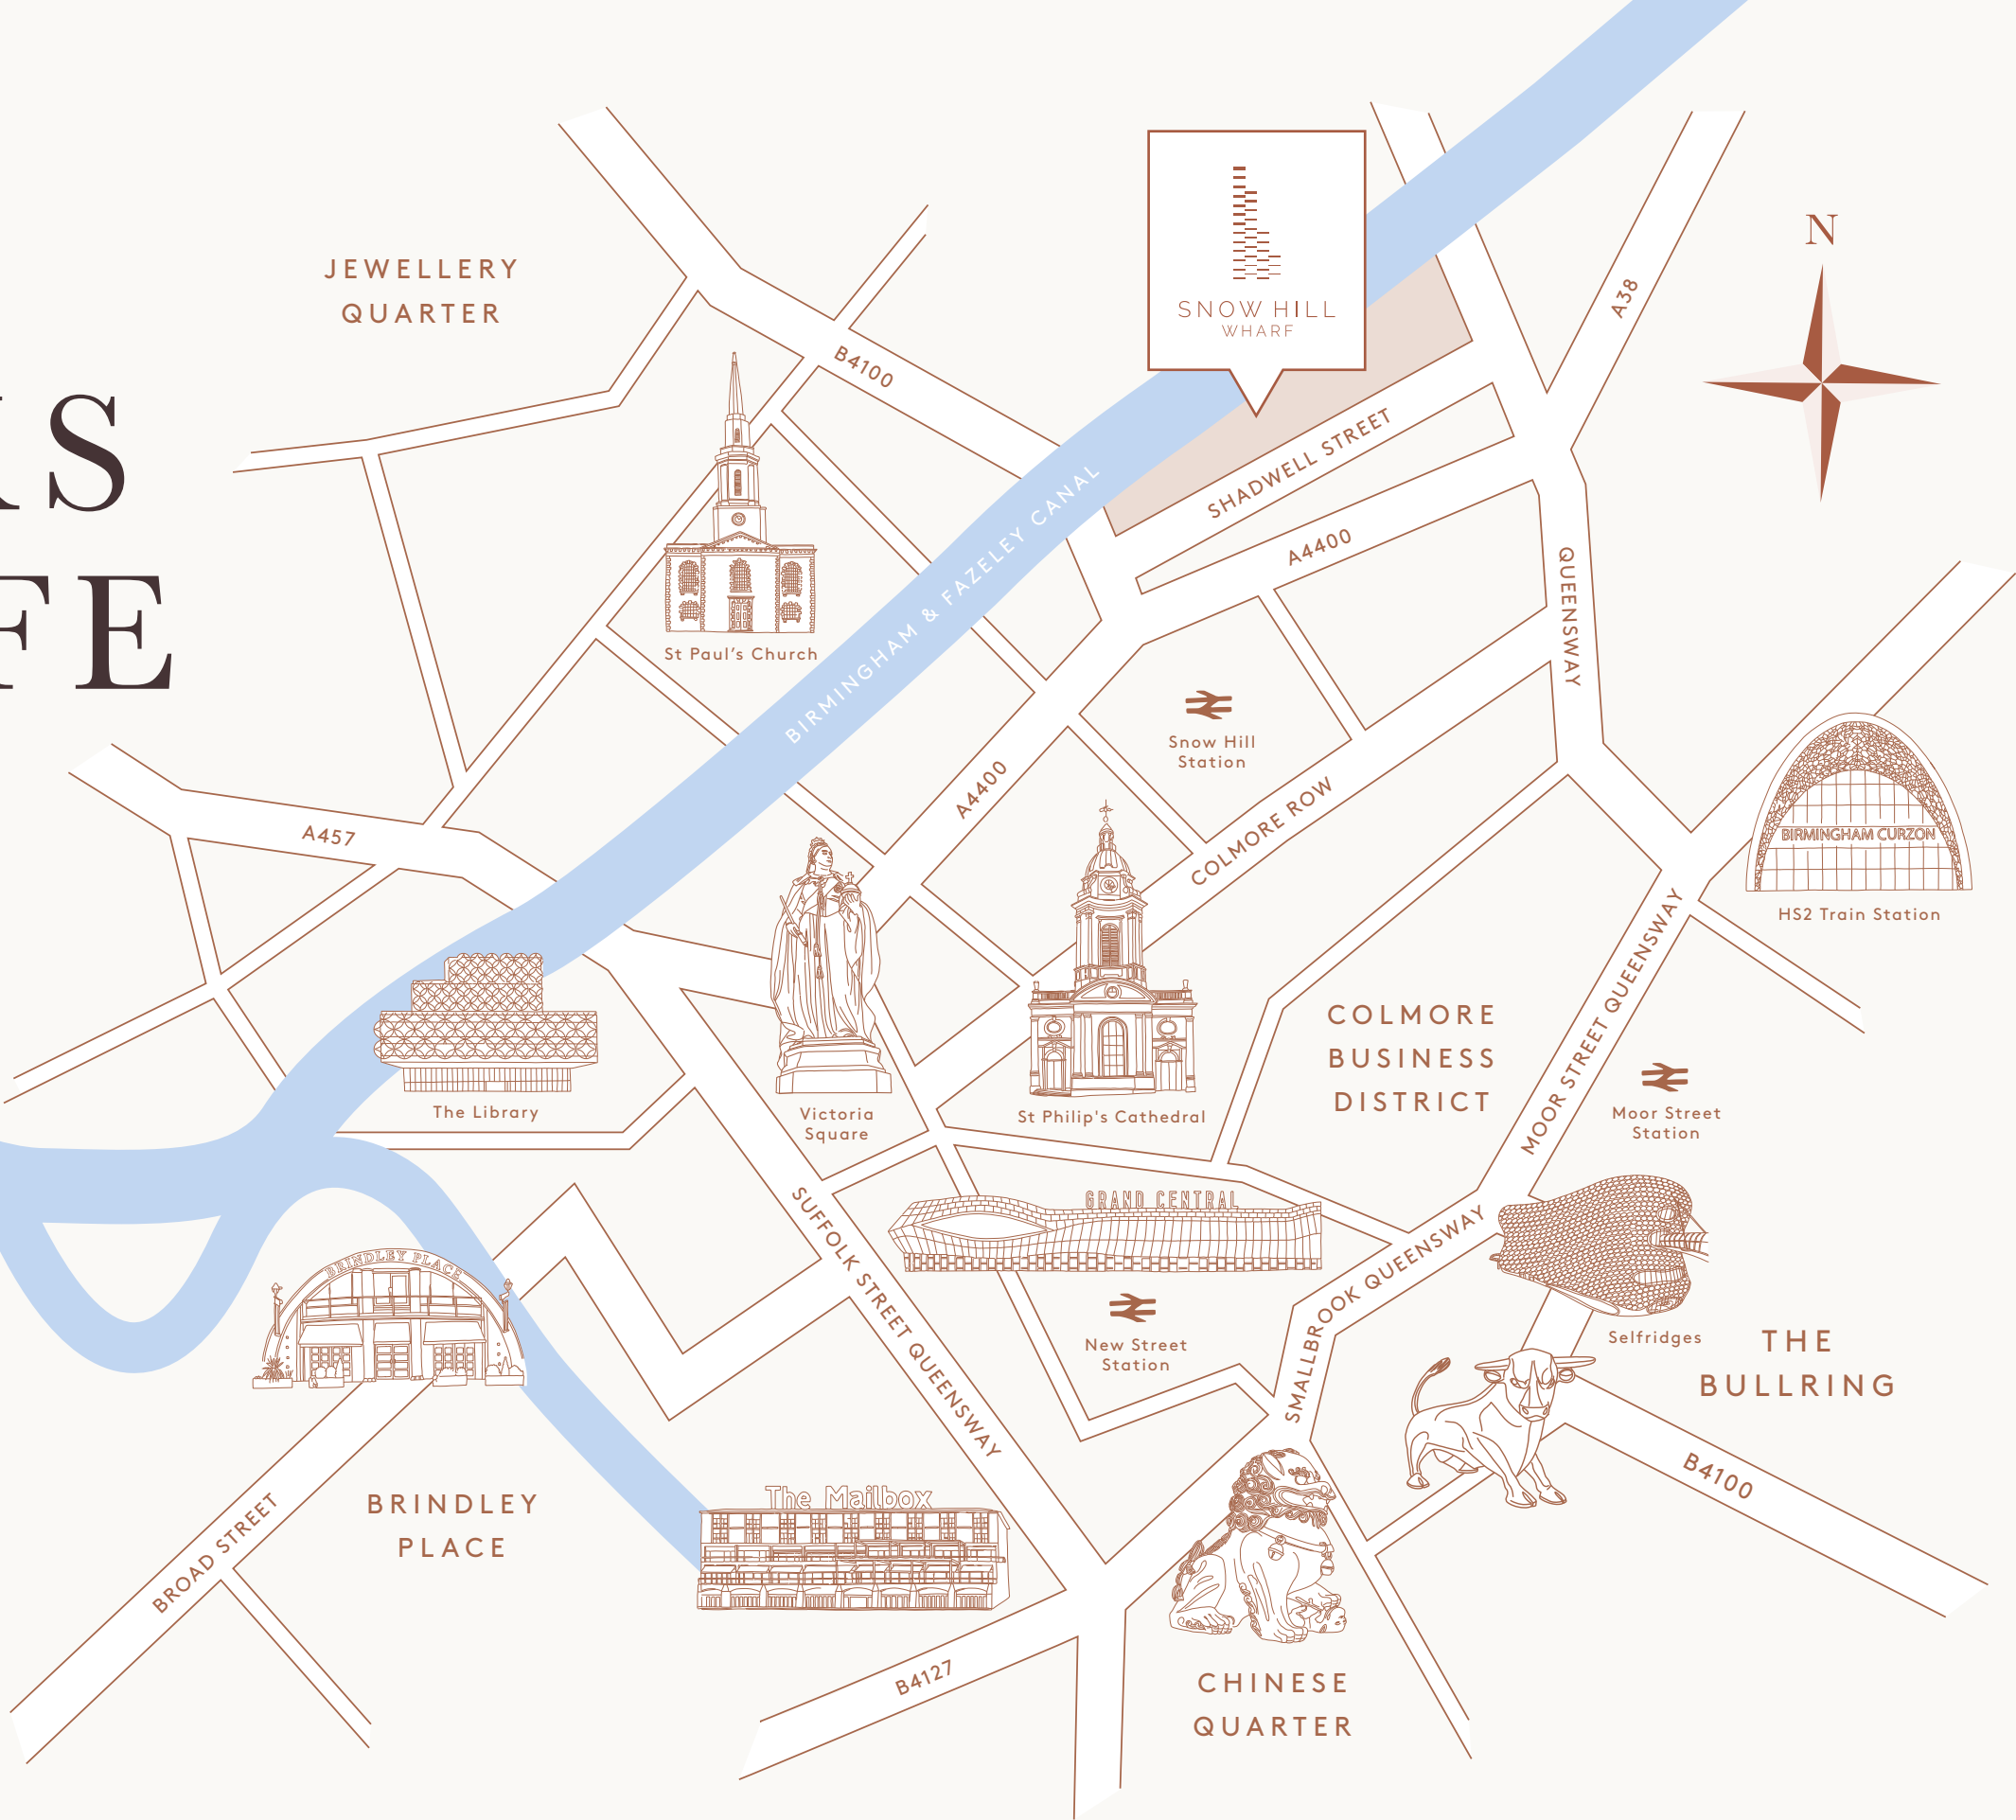 KS
FE
JEWELLERY
QUARTER
B4100
SNOW HILL
WHARF
A38
N
SHADWELL STREET
A4400
BIRMINGHAM & FAZELEY CANAL
QUEENSWAY
St Paul’s Church
Snow Hill
Station
A4400
COLMORE ROW
A457
BIRMINGHAM CURZON
HS2 Train Station
MOOR STREET QUEENSWAY
COLMORE
BUSINESS
DISTRICT
The Library
Victoria
Square
St Philip's Cathedral
Moor Street
Station
GRAND CENTRAL
SUFFOLK STREET QUEENSWAY
SMALLBROOK QUEENSWAY
BRINDLEY PLACE
New Street
Station
Selfridges
THE
BULLRING
B4100
BRINDLEY
PLACE
BROAD STREET
The Mailbox
B4127
CHINESE
QUARTER